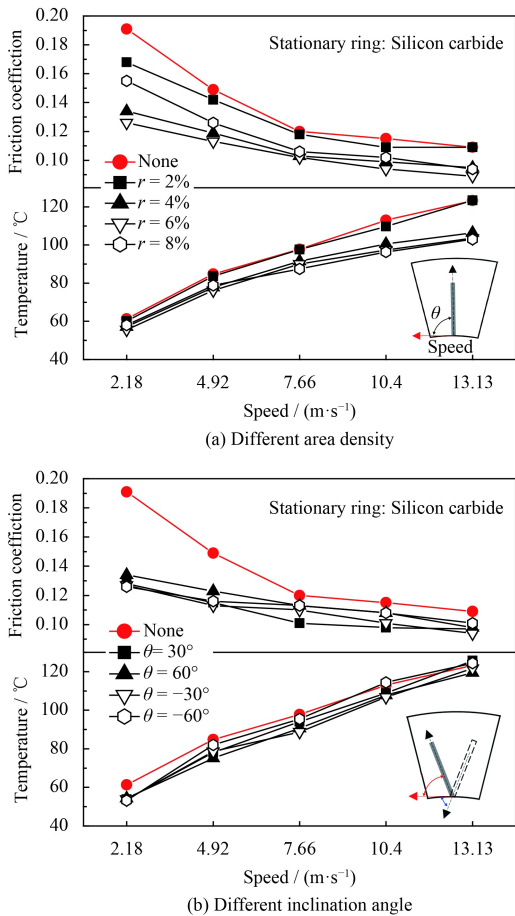 0.20
Stationary ring: Silicon carbide
0.18
0.16
0.14
0.12
0.10
Friction coeffiction
None
r = 2%
r = 4%
r = 6%
r = 8%
120
100
80
60
40
Temperature / ℃
θ
Speed
2.18 4.92 7.66 10.4 13.13
Speed / (m·s⁻¹)
(a) Different area density
0.20
Stationary ring: Silicon carbide
0.18
0.16
0.14
0.12
0.10
Friction coeffiction
None
θ= 30°
θ = 60°
θ = −30°
θ = −60°
120
100
80
60
40
Temperature / ℃
2.18 4.92 7.66 10.4 13.13
Speed / (m·s⁻¹)
(b) Different inclination angle